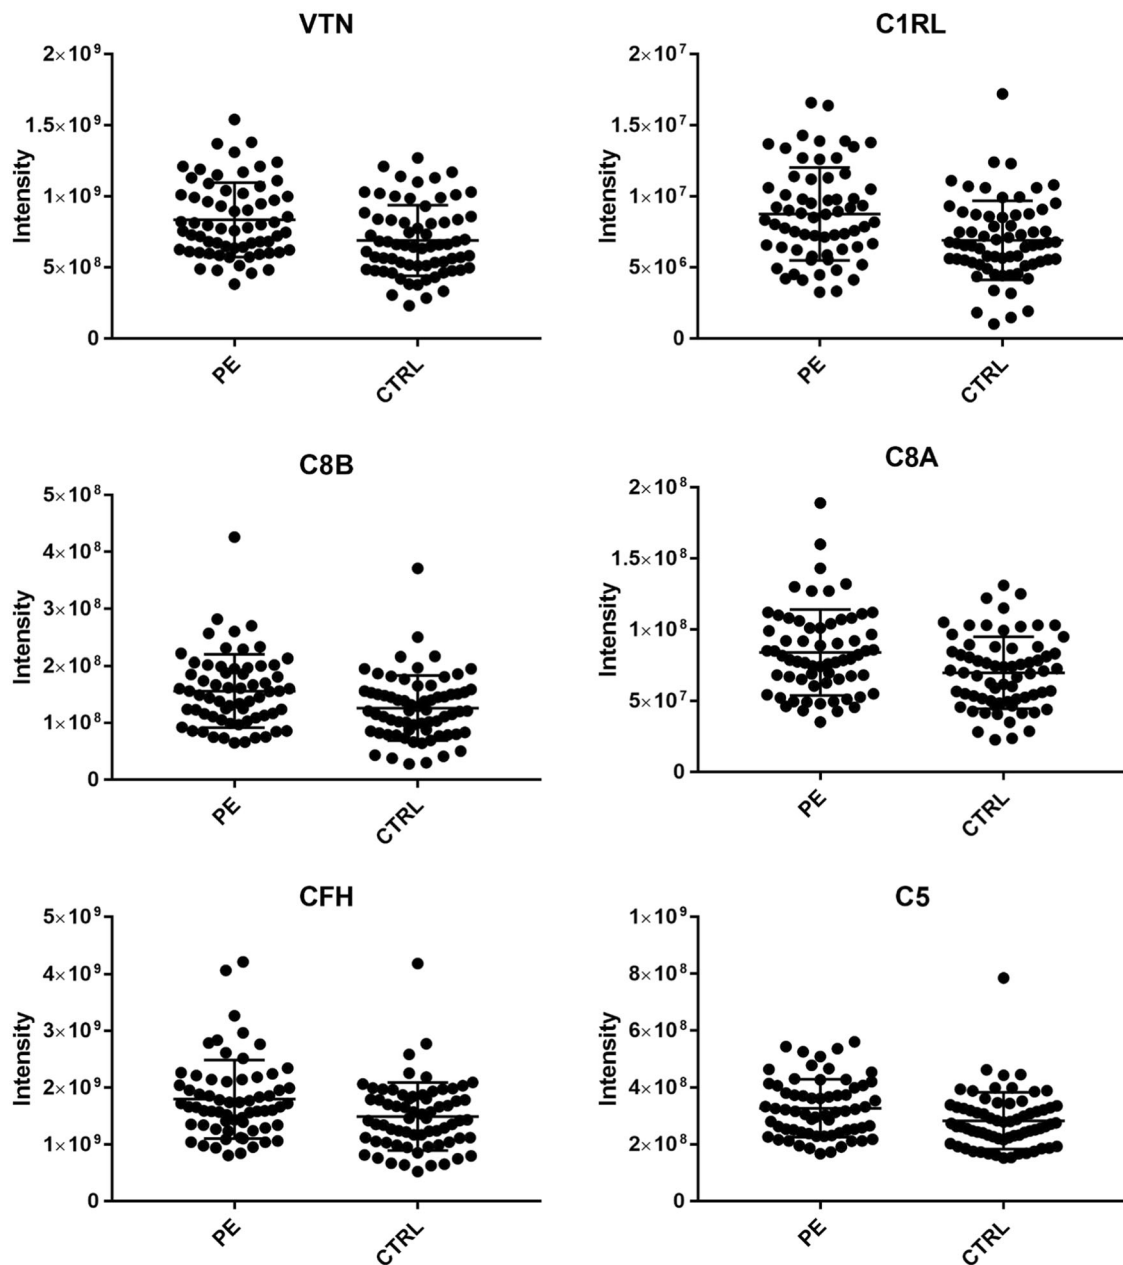 VTN
Intensity
2×10⁹
1.5×10⁹
1×10⁹
5×10⁸
0
PE
CTRL
C1RL
Intensity
2×10⁷
1.5×10⁷
1×10⁷
5×10⁶
0
PE
CTRL
C8B
Intensity
5×10⁸
4×10⁸
3×10⁸
2×10⁸
1×10⁸
0
PE
CTRL
C8A
Intensity
2×10⁸
1.5×10⁸
1×10⁸
5×10⁷
0
PE
CTRL
CFH
Intensity
5×10⁹
4×10⁹
3×10⁹
2×10⁹
1×10⁹
0
PE
CTRL
C5
Intensity
1×10⁹
8×10⁸
6×10⁸
4×10⁸
2×10⁸
0
PE
CTRL